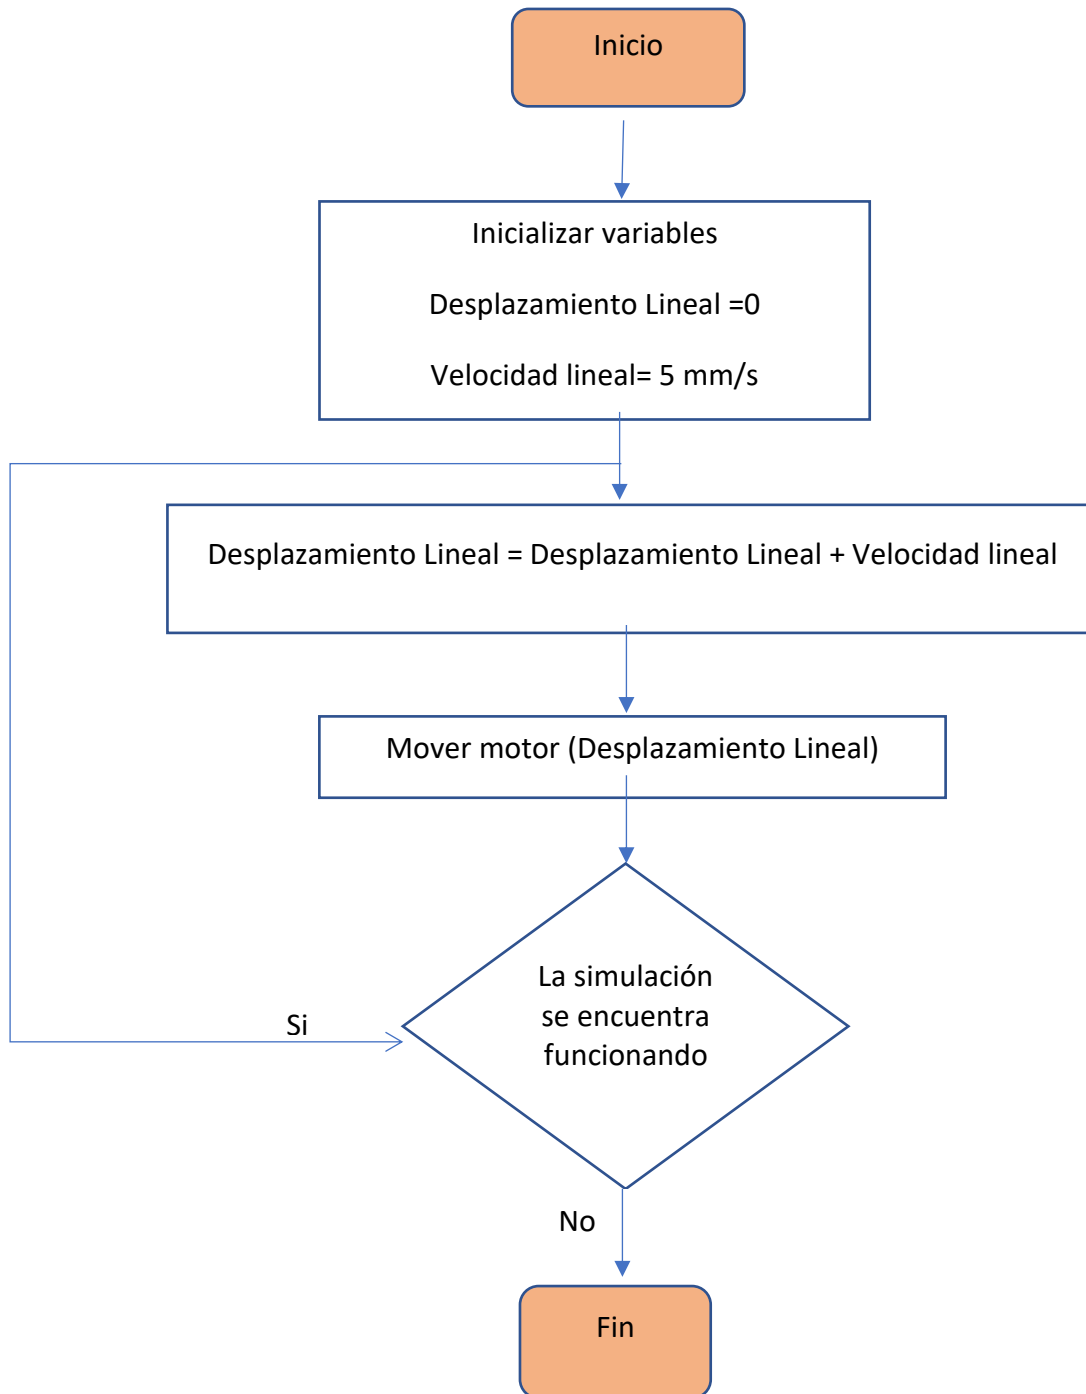 Inicio
Inicializar variables
Desplazamiento Lineal =0
Velocidad lineal= 5 mm/s
Desplazamiento Lineal = Desplazamiento Lineal + Velocidad lineal
Mover motor (Desplazamiento Lineal)
La simulación
se encuentra
funcionando
Si
No
Fin